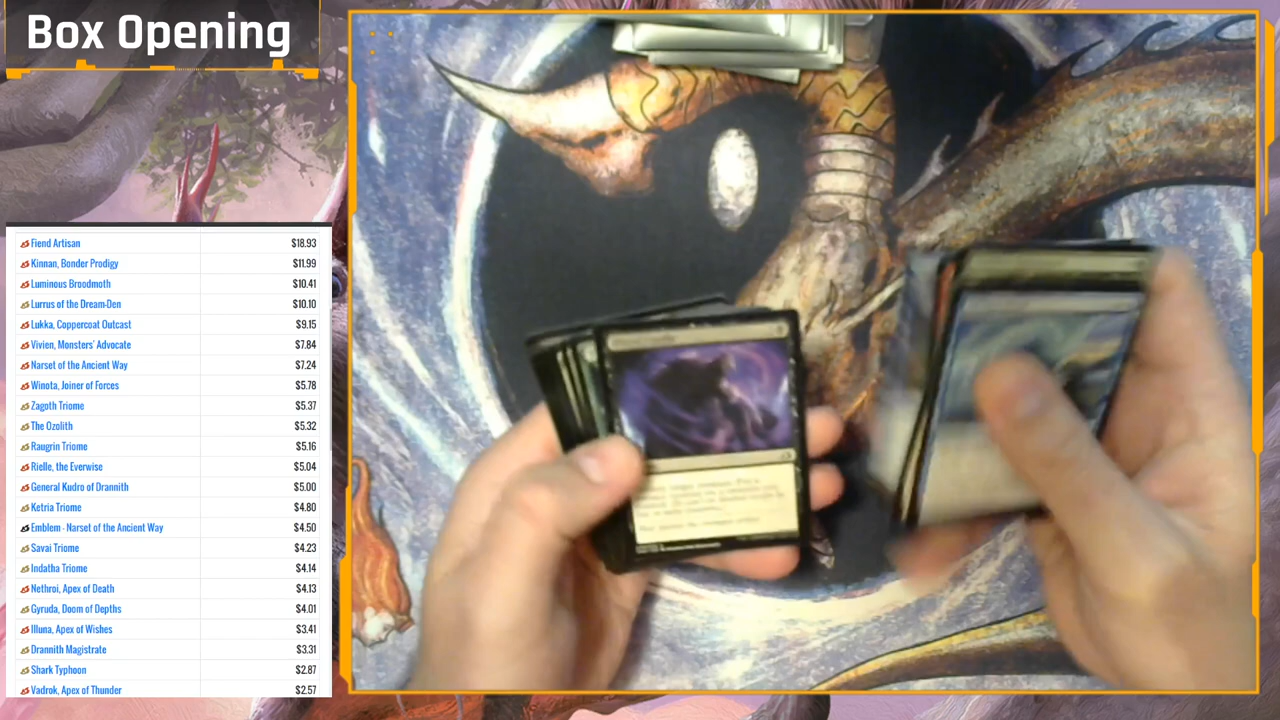 Box Opening
Fiend Artisan $18.93
Kinnan, Bonder Prodigy $11.99
Luminous Broodmoth $10.41
Lurrus of the Dream-Den $10.10
Lukka, Coppercoat Outcast $9.15
Vivien, Monsters' Advocate $7.84
Narset of the Ancient Way $7.24
Winota, Joiner of Forces $5.78
Zagoth Triome $5.37
The Ozolith $5.32
Raugrin Triome $5.16
Rielle, the Everwise $5.04
General Kudro of Drannith $5.00
Ketria Triome $4.80
Emblem - Narset of the Ancient Way $4.50
Savai Triome $4.23
Indatha Triome $4.14
Nethroi, Apex of Death $4.13
Gyruda, Doom of Depths $4.01
Illuna, Apex of Wishes $3.41
Drannith Magistrate $3.31
Shark Typhoon $2.87
Vadrok, Apex of Thunder $2.57